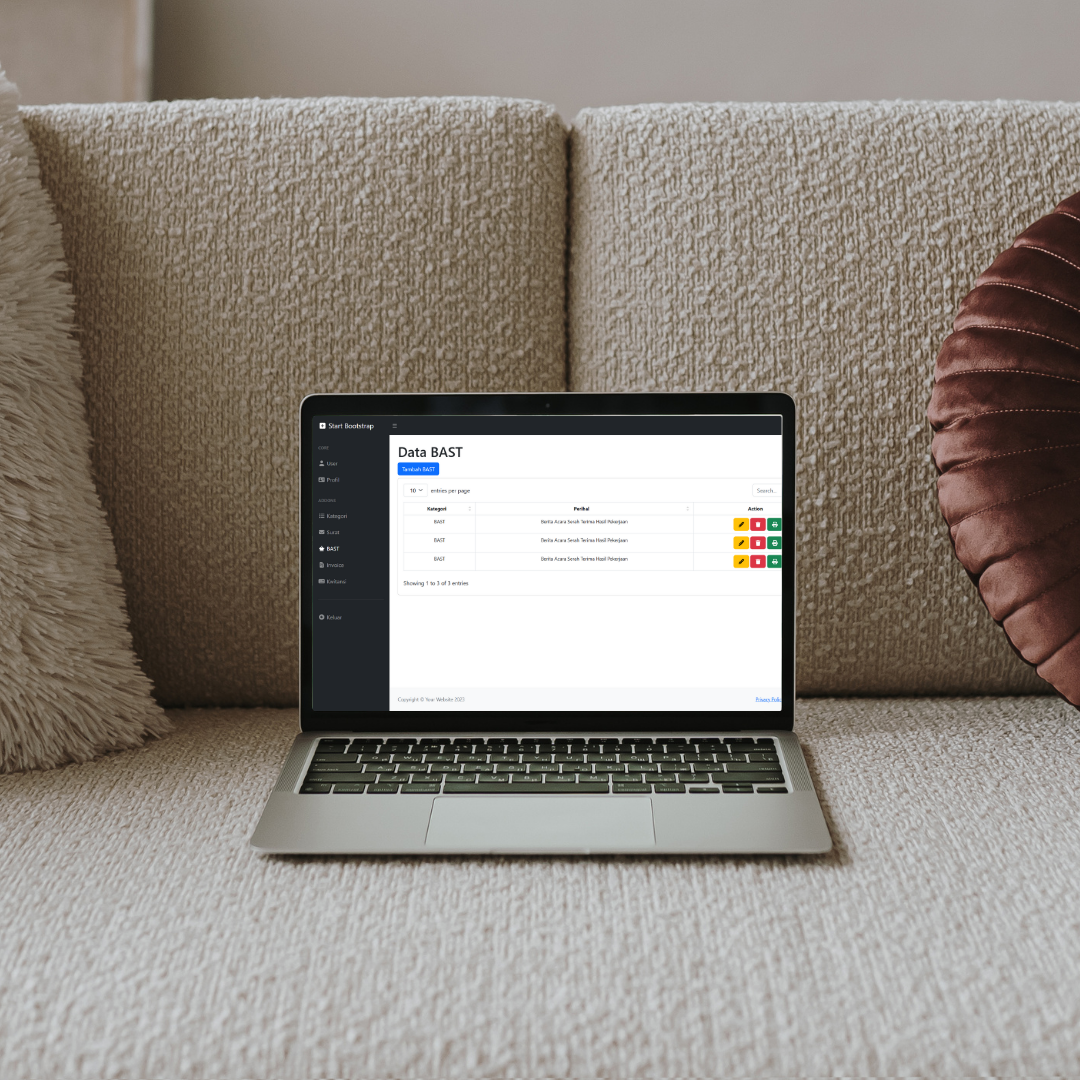 Start Bootstrap
CORE
User
Profil
Kategori
Surat
BAST
Invoice
Kwitansi
Keluar
Data BAST
Tambah BAST
10 entries per page
Search...
Kategori Perihal Action
BAST Berita Acara Serah Terima Hasil Pekerjaan
BAST Berita Acara Serah Terima Hasil Pekerjaan
BAST Berita Acara Serah Terima Hasil Pekerjaan
Showing 1 to 3 of 3 entries
Copyright © Your Website 2023
Privacy Polic